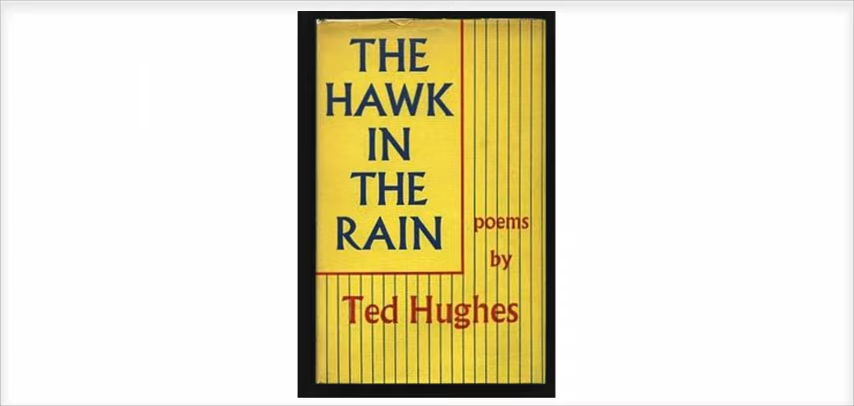 THE
HAWK
IN
THE
RAIN
poems
by
Ted Hughes